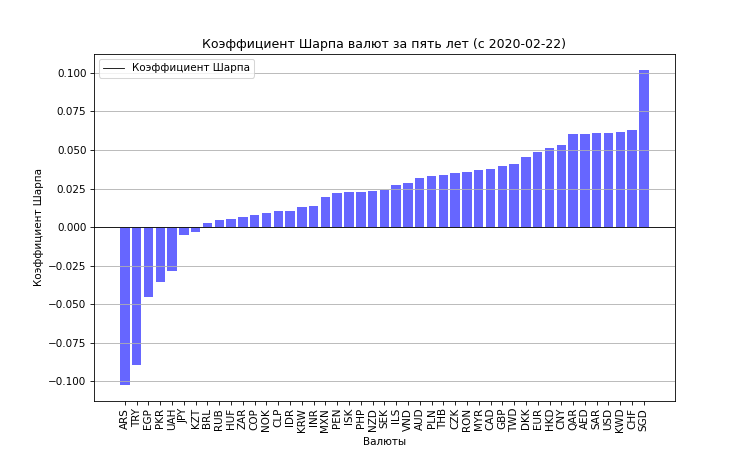 Коэффициент Шарпа валют за пять лет (с 2020-02-22)
Коэффициент Шарпа
0.100
0.075
0.050
0.025
0.000
−0.025
−0.050
−0.075
−0.100
Коэффициент Шарпа
ARS TRY EGP PKR UAH JPY KZT BRL RUB HUF ZAR COP NOK CLP IDR KRW INR MXN PEN ISK PHP NZD SEK ILS VND AUD PLN THB CZK RON MYR CAD GBP TWD DKK EUR HKD CNY QAR AED SAR USD KWD CHF SGD
Валюты